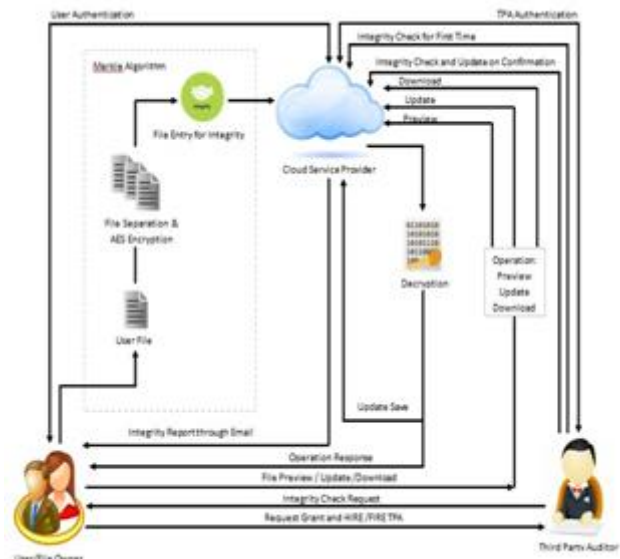 User Authentication
TPA Authentication
Integrity Check for First Time
Merkle Algorithm
Integrity Check and Update on Confirmation
Download
Update
Preview
File Entry for Integrity
Cloud Service Provider
File Separation &
AES Encryption
Decryption
Operation:
Preview
Update
Download
User File
Update Save
Integrity Report through Email
Operation Response
File Preview / Update /Download
Integrity Check Request
Request Grant and HIRE /FIRE TPA
User/File Owner
Third Party Auditor